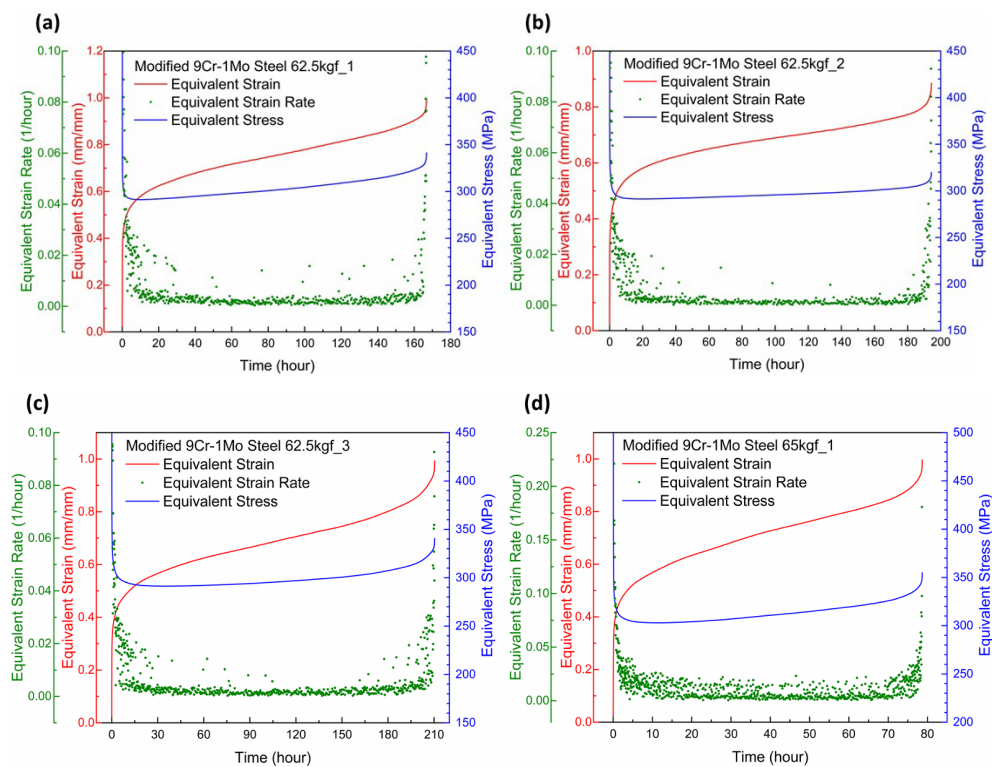 (a)
Modified 9Cr-1Mo Steel 62.5kgf_1
Equivalent Strain
Equivalent Strain Rate
Equivalent Stress
Equivalent Strain Rate (1/hour)
0.10
0.08
0.06
0.04
0.02
0.00
Equivalent Strain (mm/mm)
1.2
1.0
0.8
0.6
0.4
0.2
0.0
Equivalent Stress (MPa)
450
400
350
300
250
200
150
0 20 40 60 80 100 120 140 160 180
Time (hour)
(b)
Modified 9Cr-1Mo Steel 62.5kgf_2
Equivalent Strain
Equivalent Strain Rate
Equivalent Stress
Equivalent Strain Rate (1/hour)
0.10
0.08
0.06
0.04
0.02
0.00
Equivalent Strain (mm/mm)
1.0
0.8
0.6
0.4
0.2
0.0
Equivalent Stress (MPa)
450
400
350
300
250
200
150
0 20 40 60 80 100 120 140 160 180 200
Time (hour)
(c)
Modified 9Cr-1Mo Steel 62.5kgf_3
Equivalent Strain
Equivalent Strain Rate
Equivalent Stress
Equivalent Strain Rate (1/hour)
0.10
0.08
0.06
0.04
0.02
0.00
Equivalent Strain (mm/mm)
1.0
0.8
0.6
0.4
0.2
0.0
Equivalent Stress (MPa)
450
400
350
300
250
200
150
0 30 60 90 120 150 180 210
Time (hour)
(d)
Modified 9Cr-1Mo Steel 65kgf_1
Equivalent Strain
Equivalent Strain Rate
Equivalent Stress
Equivalent Strain Rate (1/hour)
0.25
0.20
0.15
0.10
0.05
0.00
Equivalent Strain (mm/mm)
1.0
0.8
0.6
0.4
0.2
0.0
Equivalent Stress (MPa)
500
450
400
350
300
250
200
0 10 20 30 40 50 60 70 80
Time (hour)